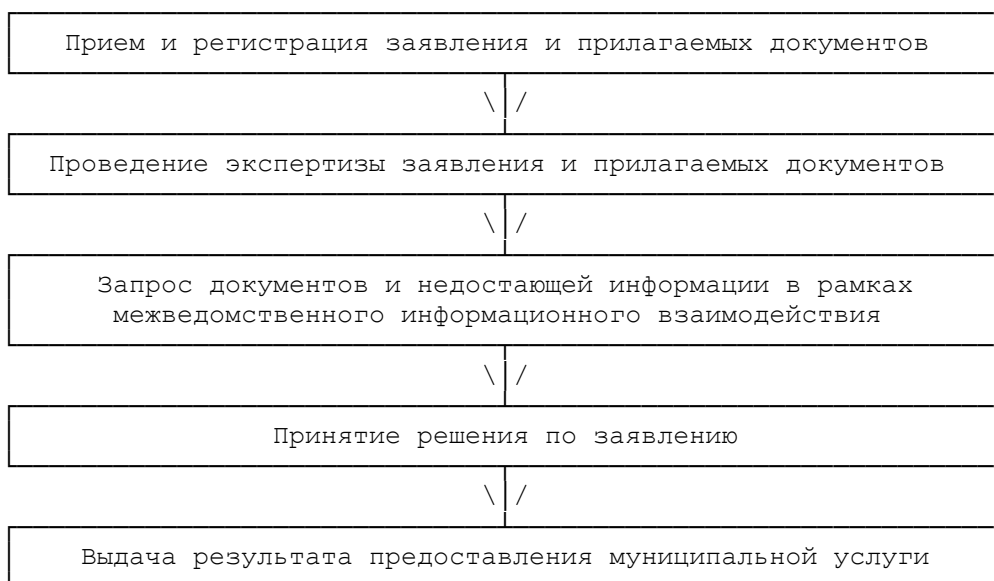 Прием и регистрация заявления и прилагаемых документов
Проведение экспертизы заявления и прилагаемых документов
Запрос документов и недостающей информации в рамках
межведомственного информационного взаимодействия
Принятие решения по заявлению
Выдача результата предоставления муниципальной услуги